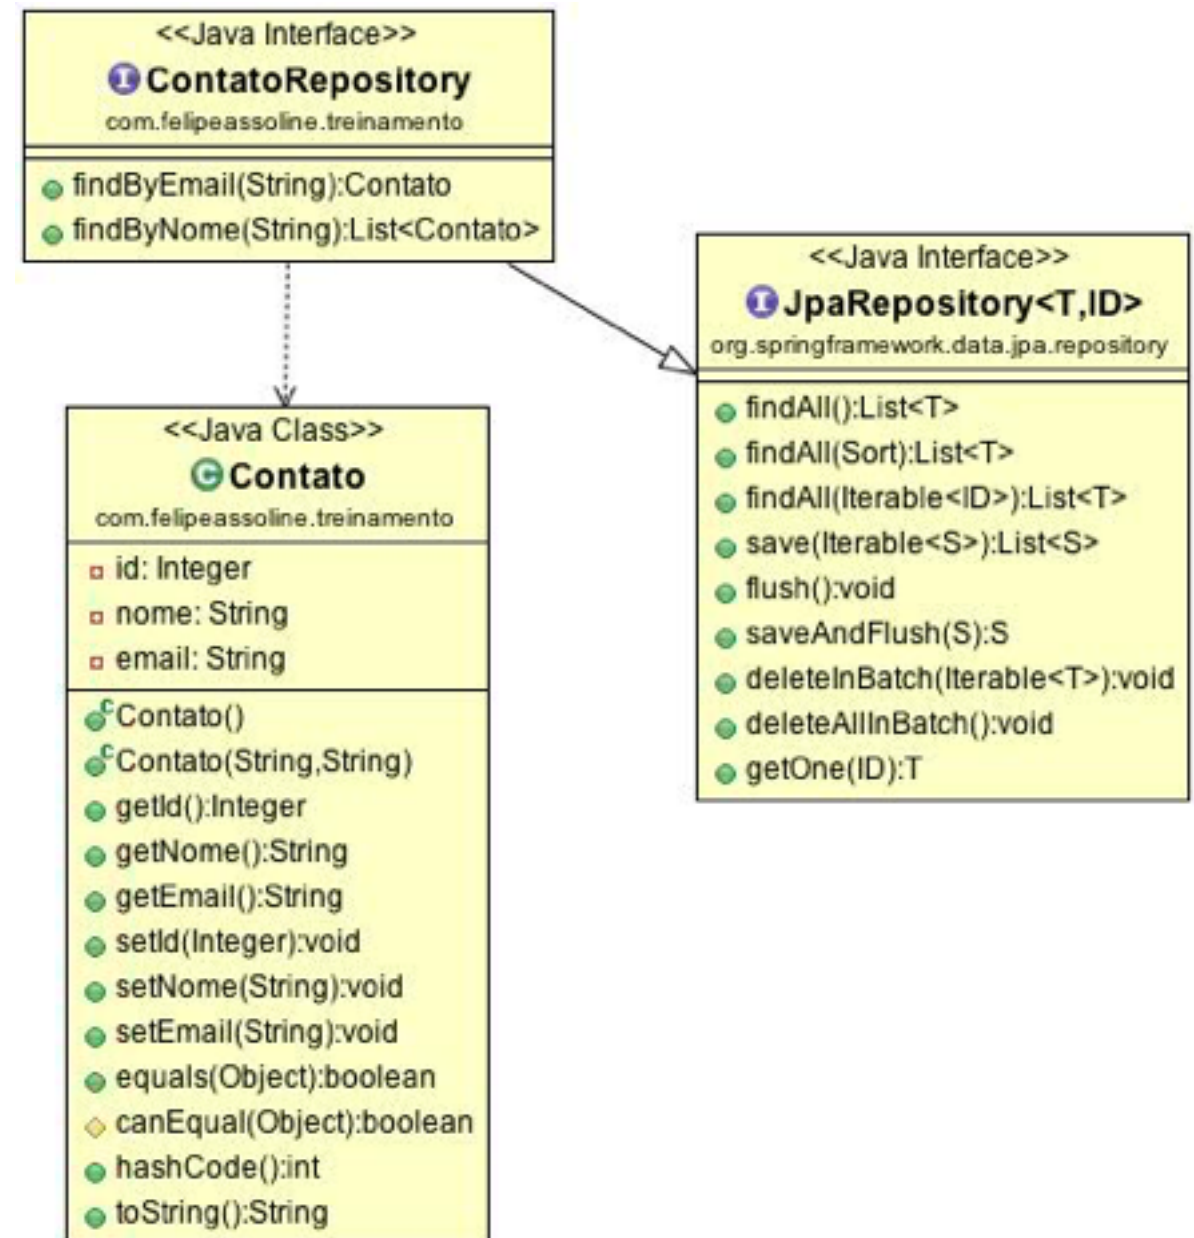 <<Java Interface>>
ContatoRepository
com.felipeassoline.treinamento
findByEmail(String):Contato
findByNome(String):List<Contato>
<<Java Interface>>
JpaRepository<T,ID>
org.springframework.data.jpa.repository
findAll():List<T>
findAll(Sort):List<T>
findAll(Iterable<ID>):List<T>
save(Iterable<S>):List<S>
flush():void
saveAndFlush(S):S
deleteInBatch(Iterable<T>):void
deleteAllInBatch():void
getOne(ID):T
<<Java Class>>
Contato
com.felipeassoline.treinamento
id: Integer
nome: String
email: String
Contato()
Contato(String,String)
getId():Integer
getNome():String
getEmail():String
setId(Integer):void
setNome(String):void
setEmail(String):void
equals(Object):boolean
canEqual(Object):boolean
hashCode():int
toString():String